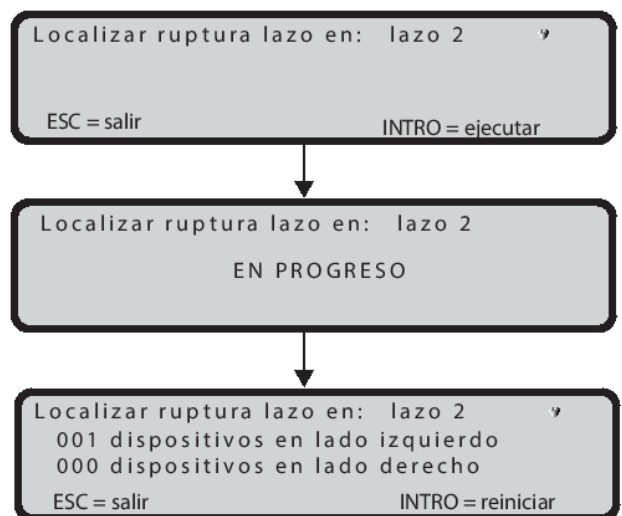 Localizar ruptura lazo en: lazo 2
ESC = salir INTRO = ejecutar
Localizar ruptura lazo en: lazo 2
EN PROGRESO
Localizar ruptura lazo en: lazo 2
001 dispositivos en lado izquierdo
000 dispositivos en lado derecho
ESC = salir INTRO = reiniciar